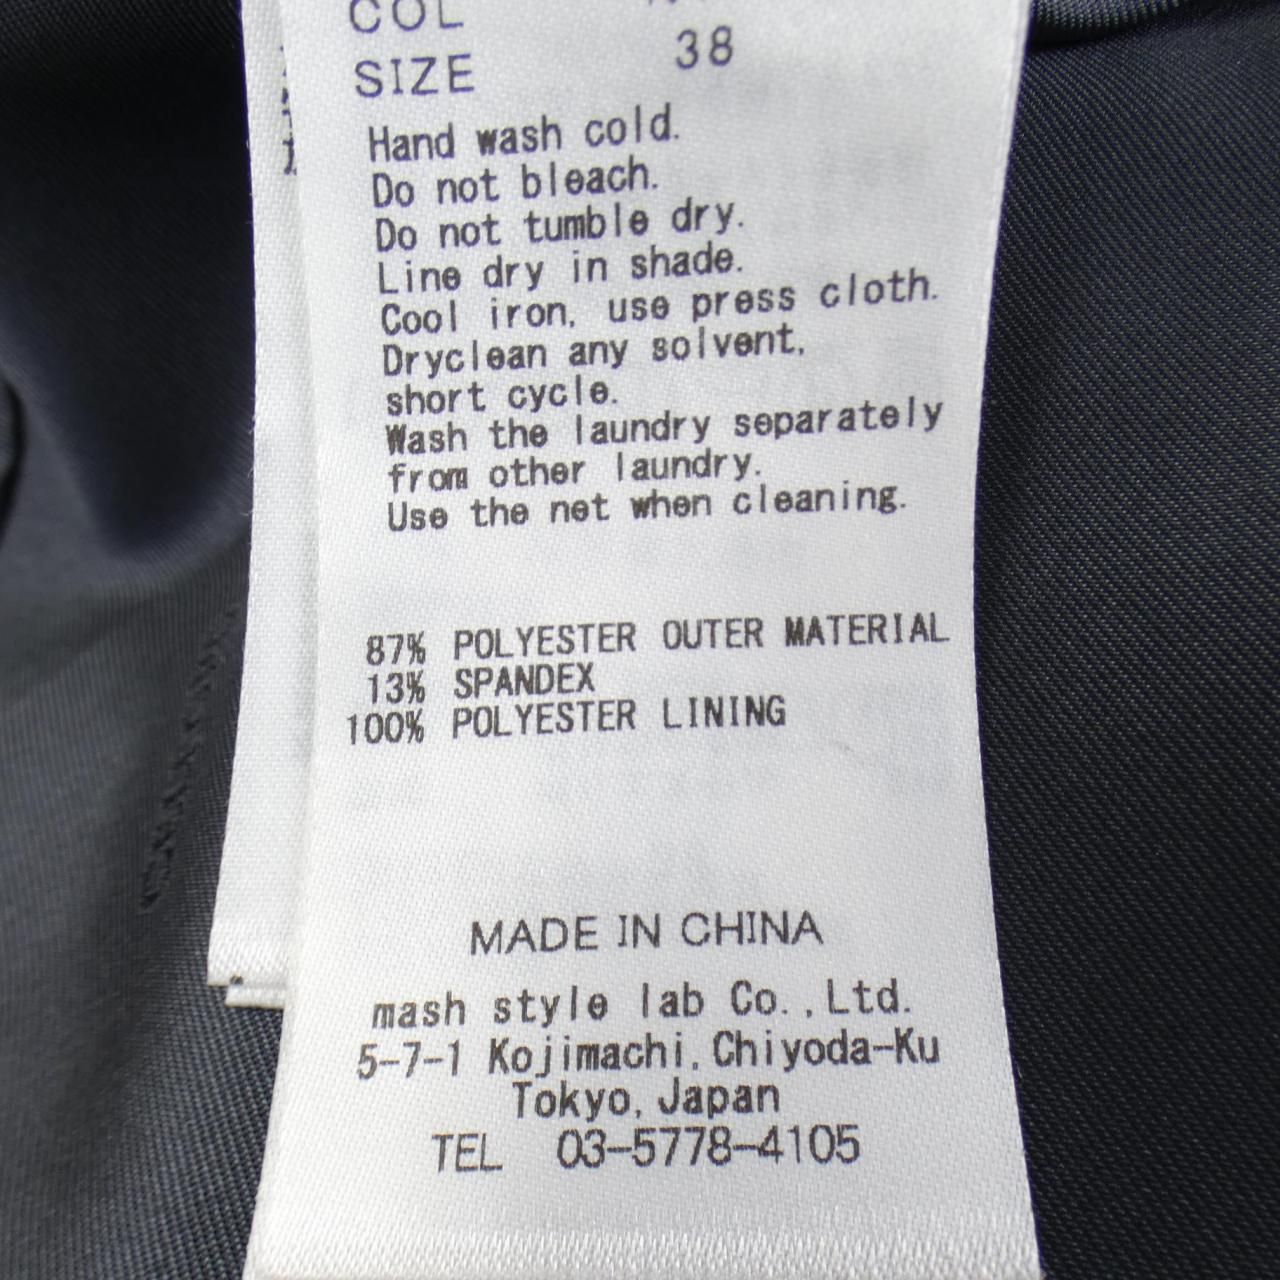 COL
SIZE 38
Hand wash cold.
Do not bleach.
Do not tumble dry.
Line dry in shade.
Cool iron, use press cloth.
Dryclean any solvent,
short cycle.
Wash the laundry separately
from other laundry.
Use the net when cleaning.
87% POLYESTER OUTER MATERIAL
13% SPANDEX
100% POLYESTER LINING
MADE IN CHINA
mash style lab Co.,Ltd.
5-7-1 Kojimachi,Chiyoda-Ku
Tokyo,Japan
TEL 03-5778-4105